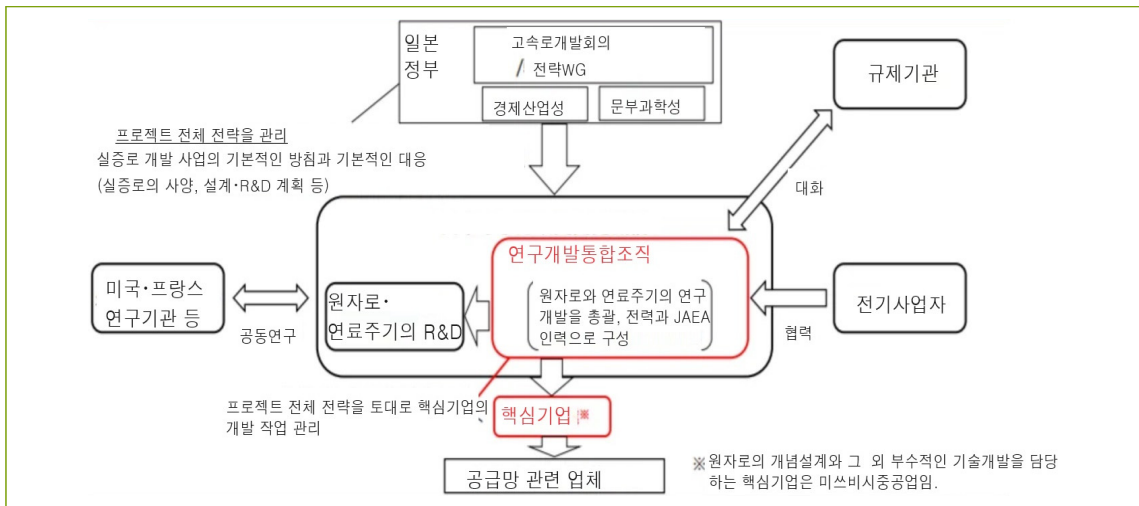 일본
정부
고속로개발회의
/ 전략WG
경제산업성
문부과학성
규제기관
프로젝트 전체 전략을 관리
실증로 개발 사업의 기본적인 방침과 기본적인 대응
(실증로의 사양, 설계·R&D 계획 등)
대화
미국·프랑스
연구기관 등
공동연구
원자로·
연료주기의 R&D
연구개발통합조직
원자로와 연료주기의 연구
개발을 총괄, 전력과 JAEA
인력으로 구성
전기사업자
협력
프로젝트 전체 전략을 토대로 핵심기업의
개발 작업 관리
핵심기업 ※
공급망 관련 업체
※ 원자로의 개념설계와 그 외 부수적인 기술개발을 담당
하는 핵심기업은 미쓰비시중공업임.